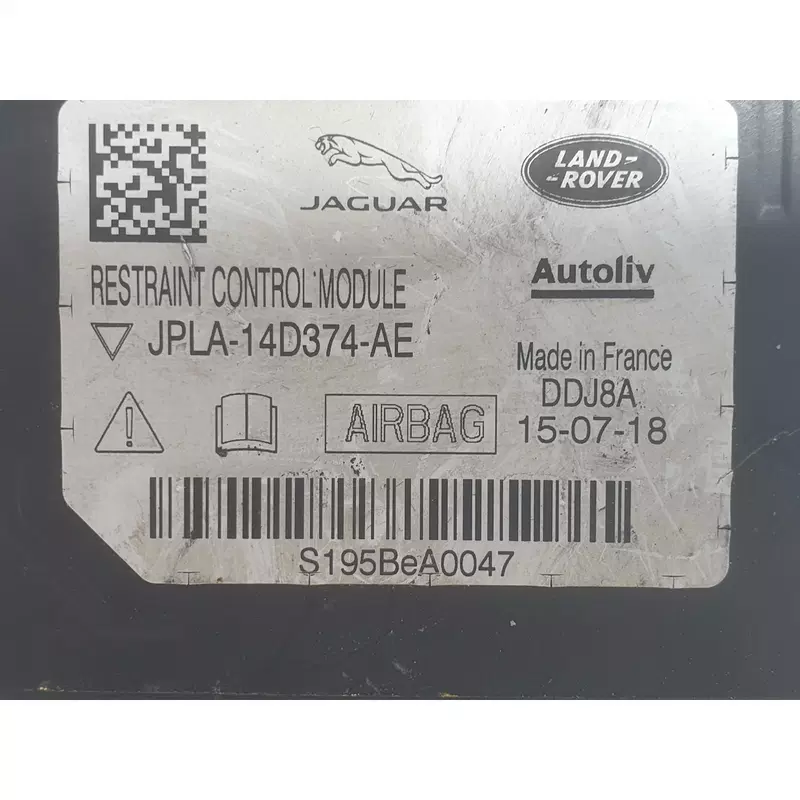 JAGUAR
LAND-
-ROVER
RESTRAINT CONTROL MODULE
Autoliv
JPLA-14D374-AE
Made in France
DDJ8A
AIRBAG
15-07-18
S195BeA0047